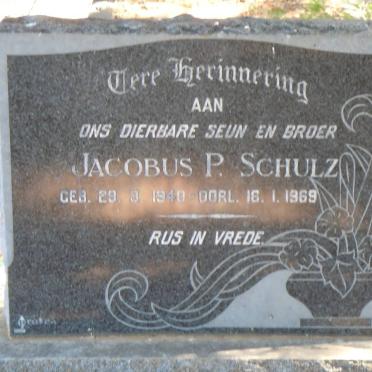 Tere Herinnering
AAN
ONS DIERBARE SEUN EN BROER
JACOBUS P. SCHULZ
GEB. 29. 3. 1940 - OORL. 16. 1. 1969
RUS IN VREDE.